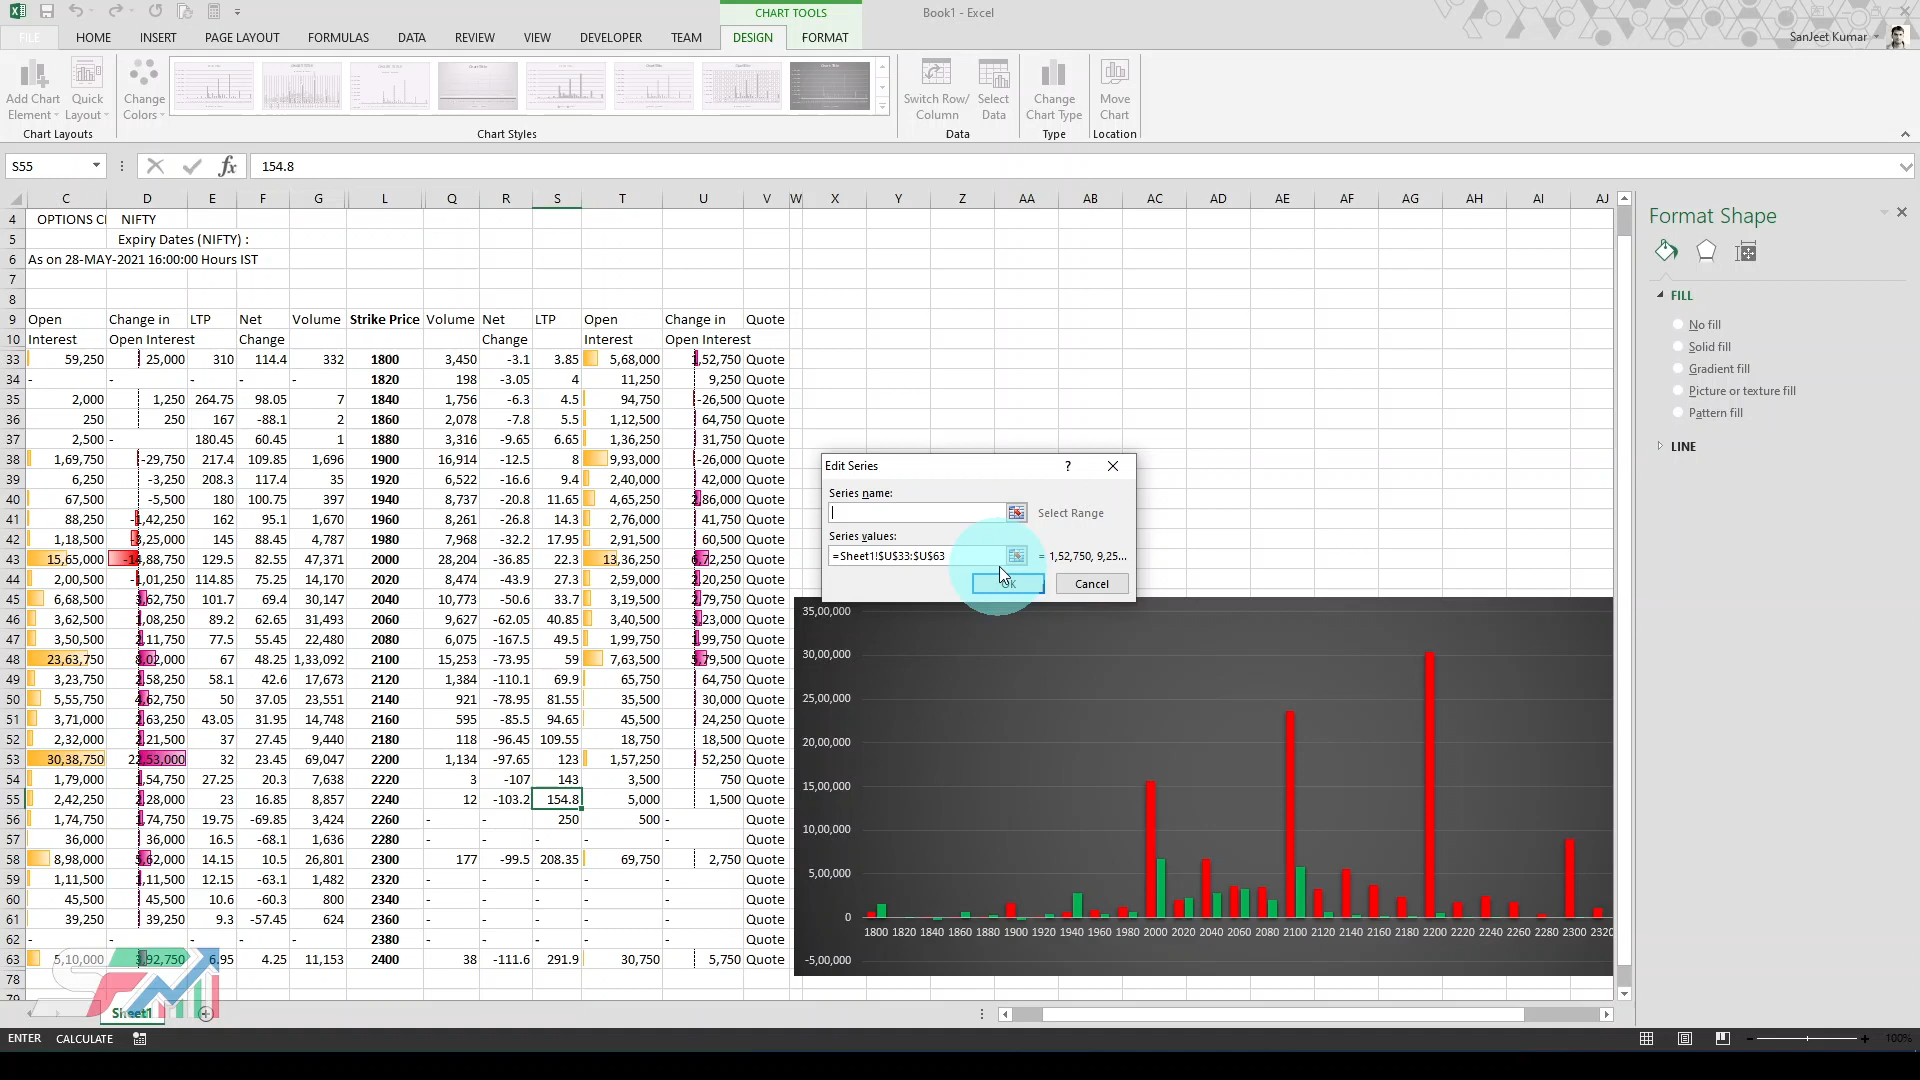 CHART TOOLS
Book1 - Excel
FILE HOME INSERT PAGE LAYOUT FORMULAS DATA REVIEW VIEW DEVELOPER TEAM DESIGN FORMAT SanJeet Kumar
Add Chart Element Quick Layout Change Colors Switch Row/ Column Select Data Change Chart Type Move Chart
Chart Layouts Chart Styles Data Type Location
S55 fx 154.8
C D E F G L Q R S T U V W X Y Z AA AB AC AD AE AF AG AH AI AJ
4 OPTIONS CI NIFTY
5 Expiry Dates (NIFTY) :
6 As on 28-MAY-2021 16:00:00 Hours IST
7
8
9 Open Change in LTP Net Volume Strike Price Volume Net LTP Open Change in Quote
10 Interest Open Interest Change Change Interest Open Interest
33 59,250 25,000 310 114.4 332 1800 3,450 -3.1 3.85 5,68,000 1,52,750 Quote
34 - - - - - 1820 198 -3.05 4 11,250 9,250 Quote
35 2,000 1,250 264.75 98.05 7 1840 1,756 -6.3 4.5 94,750 -26,500 Quote
36 250 250 167 -88.1 2 1860 2,078 -7.8 5.5 1,12,500 64,750 Quote
37 2,500 - 180.45 60.45 1 1880 3,316 -9.65 6.65 1,36,250 31,750 Quote
38 1,69,750 -29,750 217.4 109.85 1,696 1900 16,914 -12.5 8 9,93,000 -26,000 Quote
39 6,250 -3,250 208.3 117.4 35 1920 6,522 -16.6 9.4 2,40,000 42,000 Quote
40 67,500 -5,500 180 100.75 397 1940 8,737 -20.8 11.65 4,65,250 2,86,000 Quote
41 88,250 -1,42,250 162 95.1 1,670 1960 8,261 -26.8 14.3 2,76,000 41,750 Quote
42 1,18,500 -3,25,000 145 88.45 4,787 1980 7,968 -32.2 17.95 2,91,500 60,500 Quote
43 15,65,000 -14,88,750 129.5 82.55 47,371 2000 28,204 -36.85 22.3 13,36,250 6,72,250 Quote
44 2,00,500 -1,01,250 114.85 75.25 14,170 2020 8,474 -43.9 27.3 2,59,000 2,20,250 Quote
45 6,68,500 3,62,750 101.7 69.4 30,147 2040 10,773 -50.6 33.7 3,19,500 2,79,750 Quote
46 3,62,500 1,08,250 89.2 62.65 31,493 2060 9,627 -62.05 40.85 3,40,500 3,23,000 Quote
47 3,50,500 2,11,750 77.5 55.45 22,480 2080 6,075 -167.5 49.5 1,99,750 1,99,750 Quote
48 23,63,750 8,02,000 67 48.25 1,33,092 2100 15,253 -73.95 59 7,63,500 5,79,500 Quote
49 3,23,750 2,58,250 58.1 42.6 17,673 2120 1,384 -110.1 69.9 65,750 64,750 Quote
50 5,55,750 4,62,750 50 37.05 23,551 2140 921 -78.95 81.55 35,500 30,000 Quote
51 3,71,000 2,63,250 43.05 31.95 14,748 2160 595 -85.5 94.65 45,500 24,250 Quote
52 2,32,000 2,21,500 37 27.45 9,440 2180 118 -96.45 109.55 18,750 18,500 Quote
53 30,38,750 22,53,000 32 23.45 69,047 2200 1,134 -97.65 123 1,57,250 52,250 Quote
54 1,79,000 1,54,750 27.25 20.3 7,638 2220 3 -107 143 3,500 750 Quote
55 2,42,250 2,28,000 23 16.85 8,857 2240 12 -103.2 154.8 5,000 1,500 Quote
56 1,74,750 1,74,750 19.75 -69.85 3,424 2260 - - 250 500 - Quote
57 36,000 36,000 16.5 -68.1 1,636 2280 - - - - - Quote
58 8,98,000 5,62,000 14.15 10.5 26,801 2300 177 -99.5 208.35 69,750 2,750 Quote
59 1,11,500 1,11,500 12.15 -63.1 1,482 2320 - - - - - Quote
60 45,500 45,500 10.6 -60.3 800 2340 - - - - - Quote
61 39,250 39,250 9.3 -57.45 624 2360 - - - - - Quote
62 - - - - - 2380 - - - - - Quote
63 5,10,000 3,92,750 6.95 4.25 11,153 2400 38 -111.6 291.9 30,750 5,750 Quote
78
79
Edit Series ?
Series name:
Select Range
Series values:
=Sheet1!$U$33:$U$63 = 1,52,750, 9,25...
OK Cancel
35,00,000
30,00,000
25,00,000
20,00,000
15,00,000
10,00,000
5,00,000
0
1800 1820 1840 1860 1880 1900 1920 1940 1960 1980 2000 2020 2040 2060 2080 2100 2120 2140 2160 2180 2200 2220 2240 2260 2280 2300 2320
-5,00,000
Format Shape
FILL
No fill
Solid fill
Gradient fill
Picture or texture fill
Pattern fill
LINE
Sheet1
ENTER CALCULATE 100%